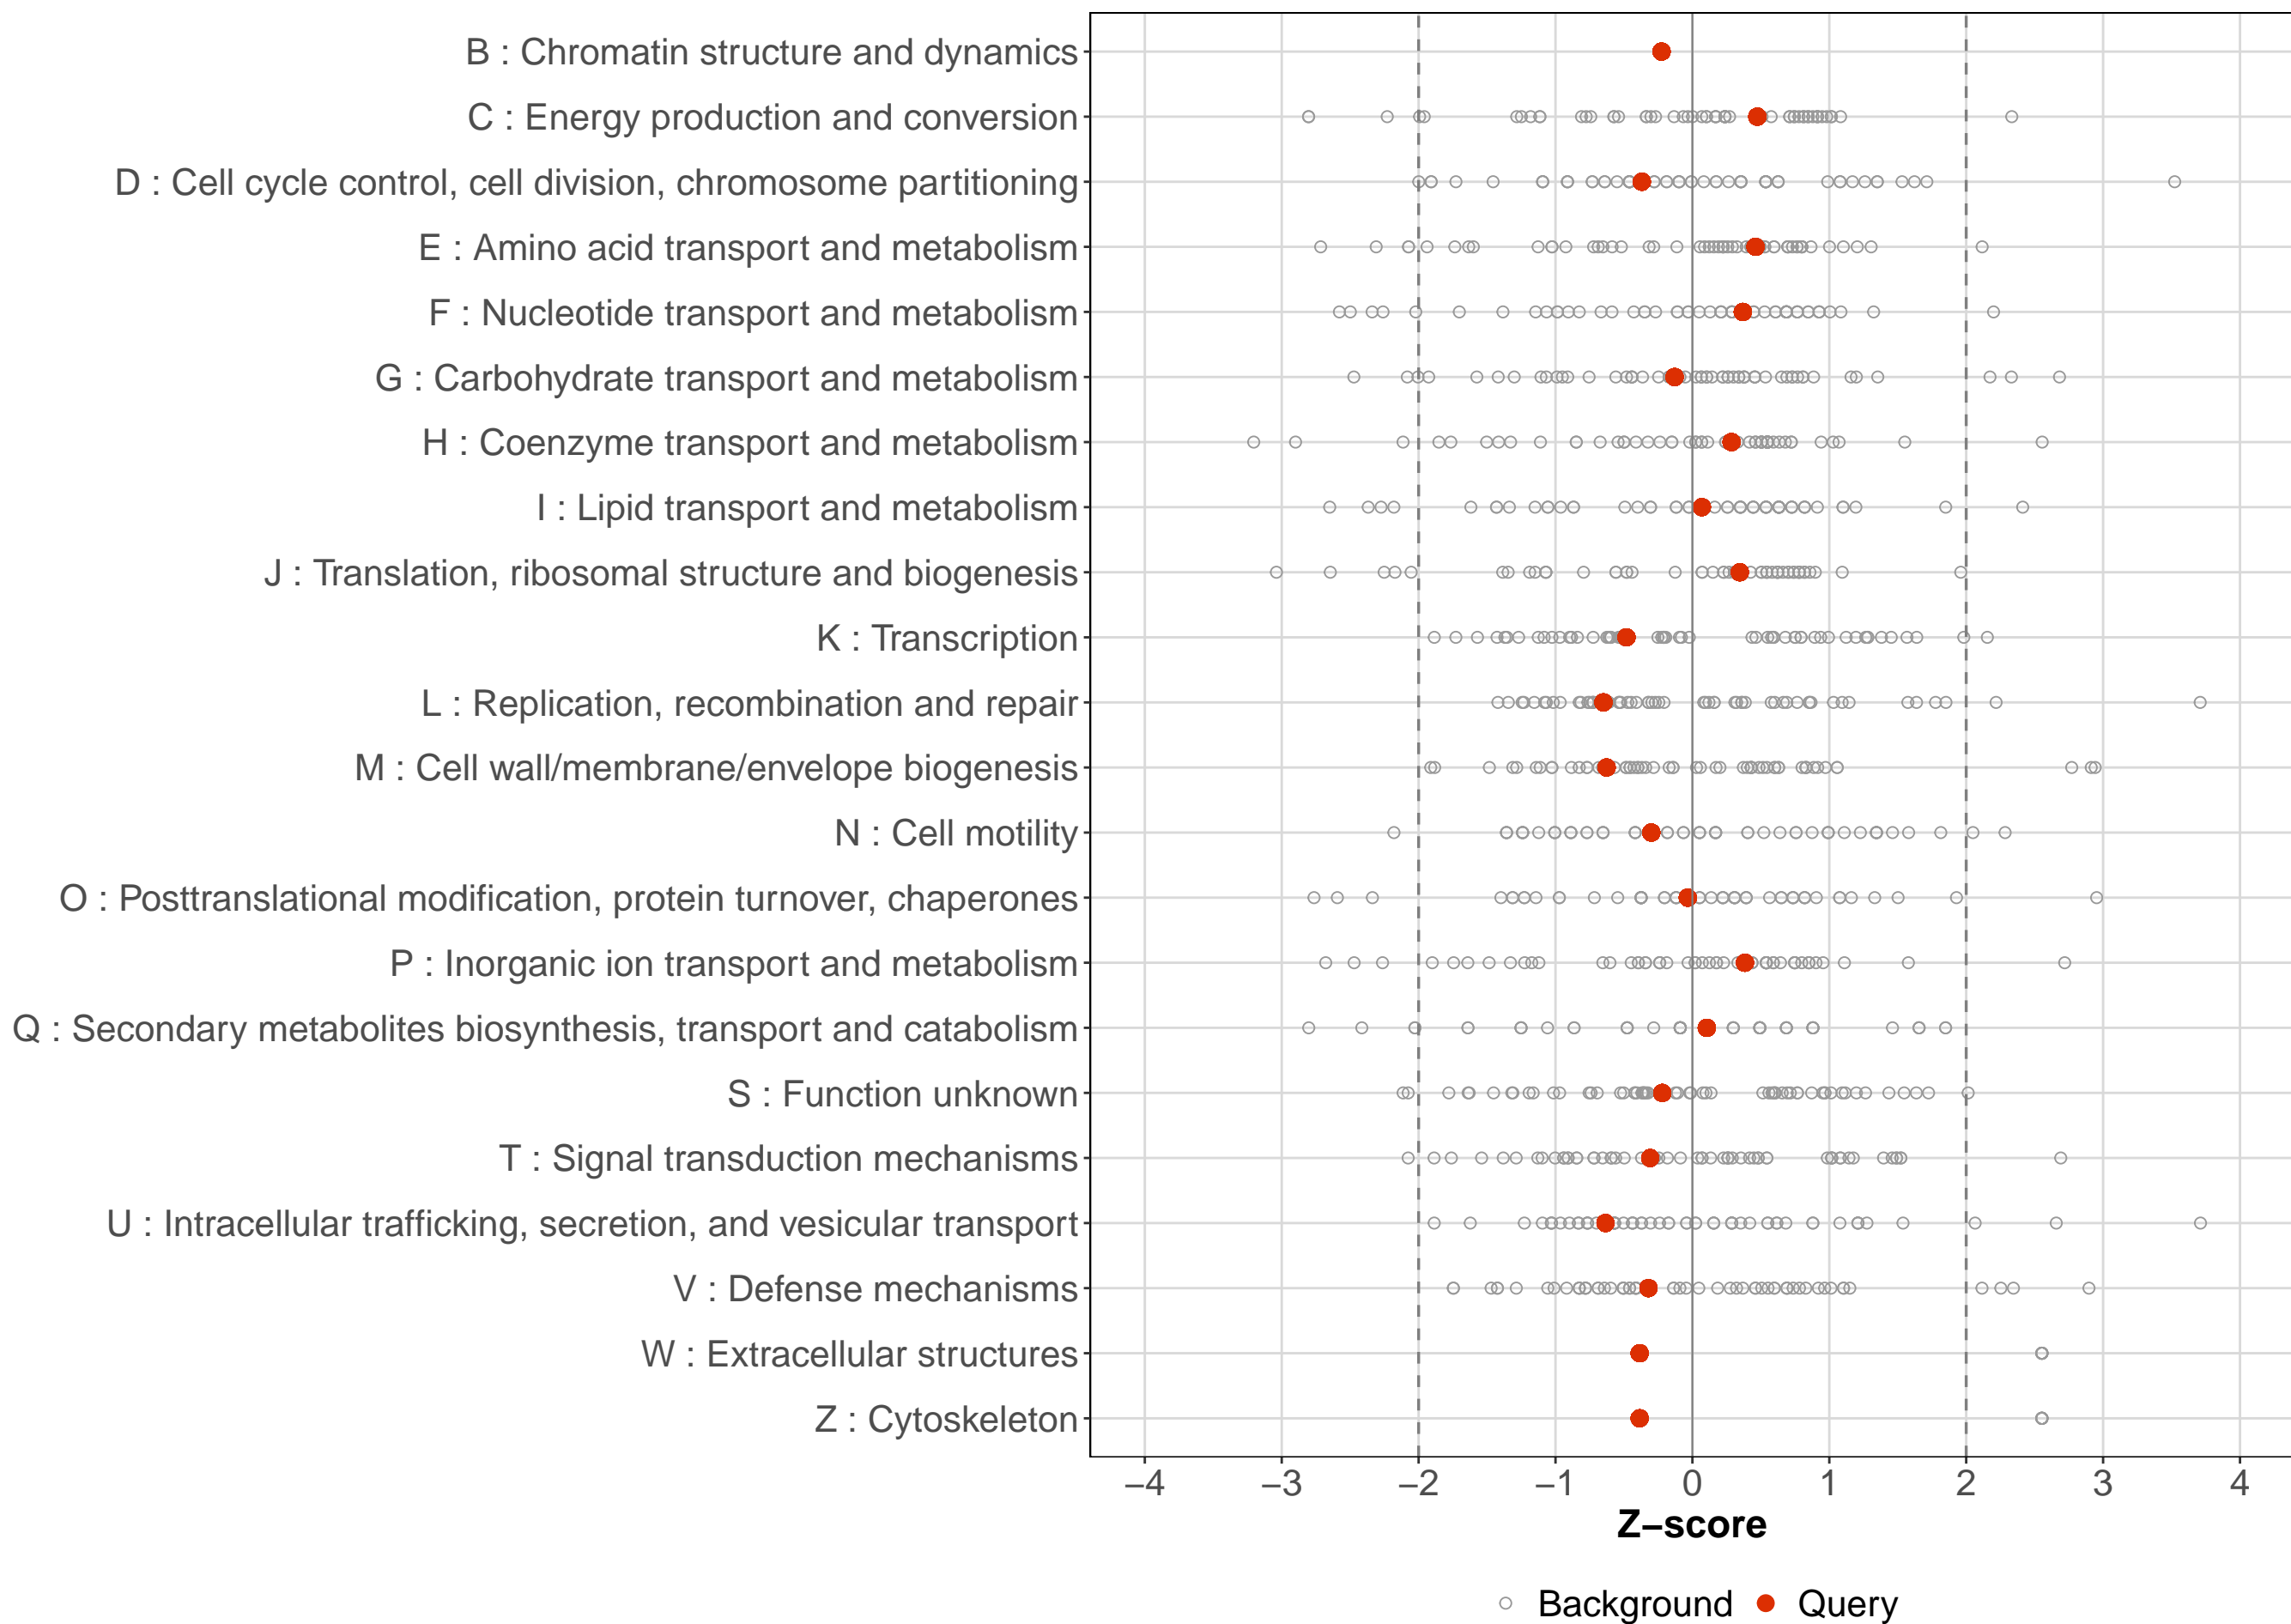 B : Chromatin structure and dynamics
C : Energy production and conversion
D : Cell cycle control, cell division, chromosome partitioning
E : Amino acid transport and metabolism
F : Nucleotide transport and metabolism
G : Carbohydrate transport and metabolism
H : Coenzyme transport and metabolism
I : Lipid transport and metabolism
J : Translation, ribosomal structure and biogenesis
K : Transcription
L : Replication, recombination and repair
M : Cell wall/membrane/envelope biogenesis
N : Cell motility
O : Posttranslational modification, protein turnover, chaperones
P : Inorganic ion transport and metabolism
Q : Secondary metabolites biosynthesis, transport and catabolism
S : Function unknown
T : Signal transduction mechanisms
U : Intracellular trafficking, secretion, and vesicular transport
V : Defense mechanisms
W : Extracellular structures
Z : Cytoskeleton
−4 −3 −2 −1 0 1 2 3 4
Z−score
Background Query